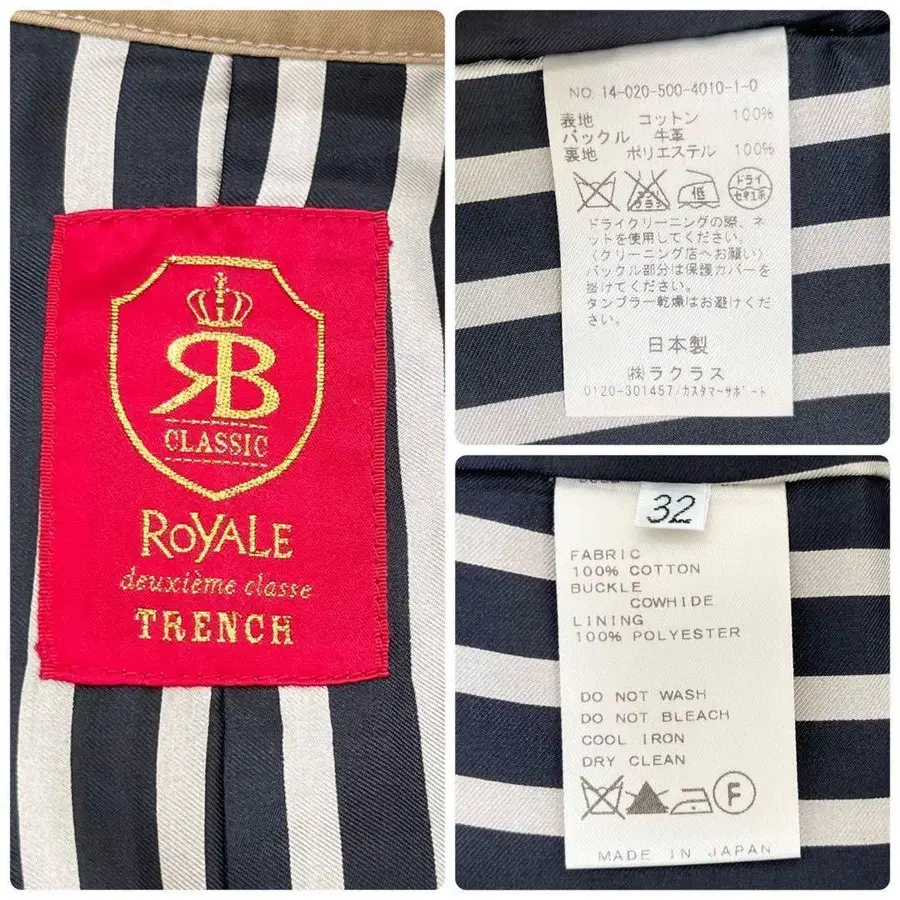 RB
CLASSIC
ROYALE
deuxième classe
TRENCH
NO. 14-020-500-4010-1-0
表地 コットン 100%
バックル 牛革
裏地 ポリエステル 100%
低
ドライ
セキユ系
ドライクリーニングの際、ネ
ットを使用してください。
(クリーニング店へお願い)
バックル部分は保護カバーを
掛けてください。
タンブラー乾燥はお避けくだ
さい。
日本製
㈱ラクラス
0120-301457/カスタマーサポート
32
FABRIC
100% COTTON
BUCKLE
COWHIDE
LINING
100% POLYESTER
DO NOT WASH
DO NOT BLEACH
COOL IRON
DRY CLEAN
F
MADE IN JAPAN